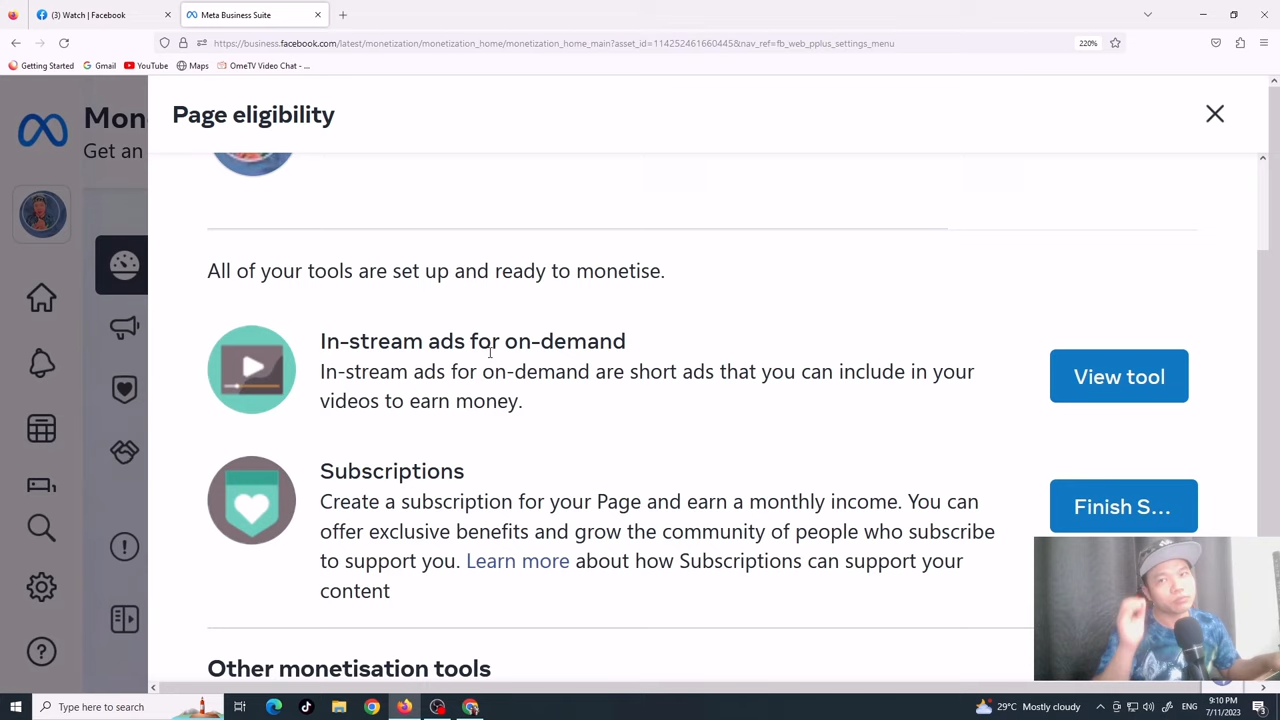 (3) Watch | Facebook
Meta Business Suite
https://business.facebook.com/latest/monetization/monetization_home/monetization_home_main?asset_id=114252461660445&nav_ref=fb_web_pplus_settings_menu
220%
Getting Started
Gmail
YouTube
Maps
OmeTV Video Chat - ...
Mon
Get an
Page eligibility
All of your tools are set up and ready to monetise.
In-stream ads for on-demand
In-stream ads for on-demand are short ads that you can include in your
videos to earn money.
View tool
Subscriptions
Create a subscription for your Page and earn a monthly income. You can
offer exclusive benefits and grow the community of people who subscribe
to support you. Learn more about how Subscriptions can support your
content
Finish S...
Other monetisation tools
Type here to search
29°C Mostly cloudy
ENG
9:10 PM
7/11/2023
3